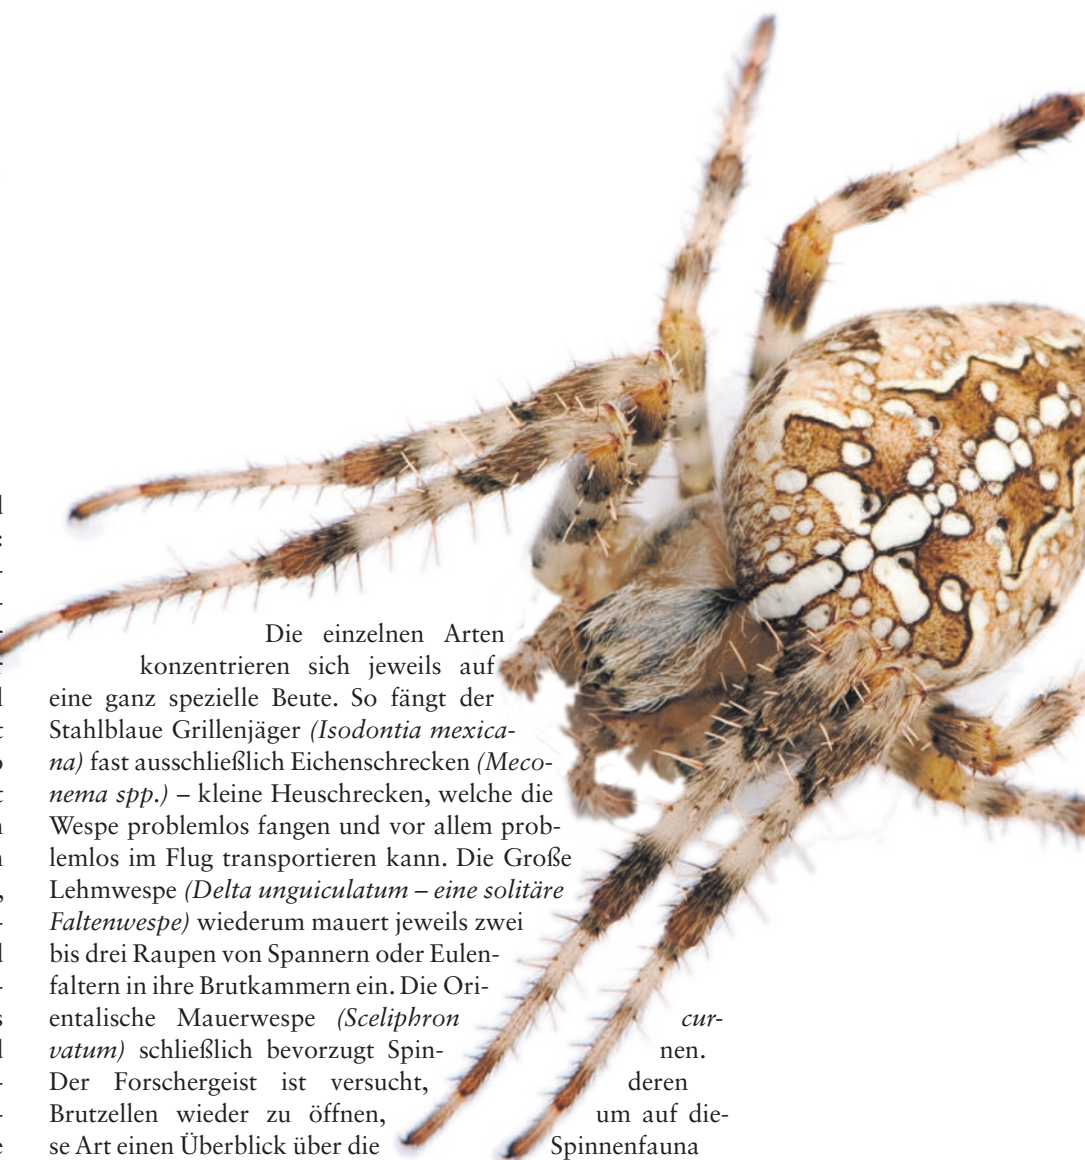 Die einzelnen Arten
konzentrieren sich jeweils auf
eine ganz spezielle Beute. So fängt der
Stahlblaue Grillenjäger (Isodontia mexica-
na) fast ausschließlich Eichenschrecken (Meco-
nema spp.) – kleine Heuschrecken, welche die
Wespe problemlos fangen und vor allem prob-
lemlos im Flug transportieren kann. Die Große
Lehmwespe (Delta unguiculatum – eine solitäre
Faltenwespe) wiederum mauert jeweils zwei
bis drei Raupen von Spannern oder Eulen-
faltern in ihre Brutkammern ein. Die Ori-
entalische Mauerwespe (Sceliphron cur-
vatum) schließlich bevorzugt Spin- nen.
Der Forschergeist ist versucht, deren
Brutzellen wieder zu öffnen, um auf die-
se Art einen Überblick über die Spinnenfauna